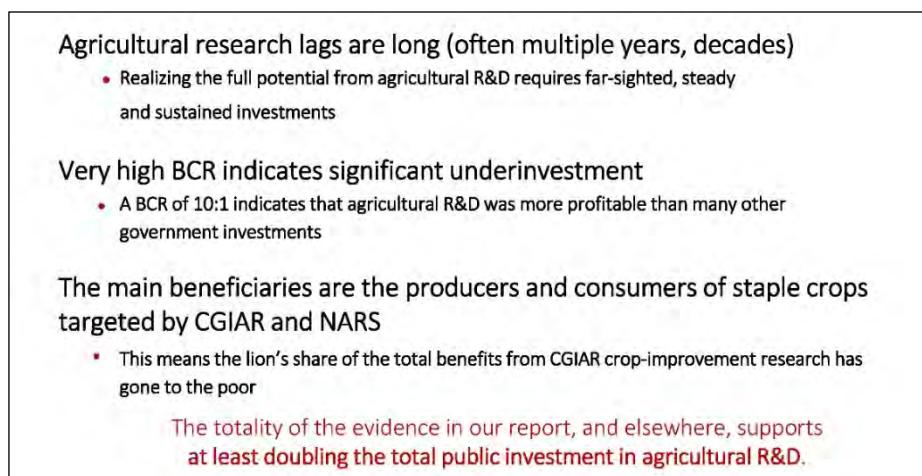 Agricultural research lags are long (often multiple years, decades)
• Realizing the full potential from agricultural R&D requires far-sighted, steady
and sustained investments
Very high BCR indicates significant underinvestment
• A BCR of 10:1 indicates that agricultural R&D was more profitable than many other
government investments
The main beneficiaries are the producers and consumers of staple crops
targeted by CGIAR and NARS
▪ This means the lion's share of the total benefits from CGIAR crop-improvement research has
gone to the poor
The totality of the evidence in our report, and elsewhere, supports
at least doubling the total public investment in agricultural R&D.